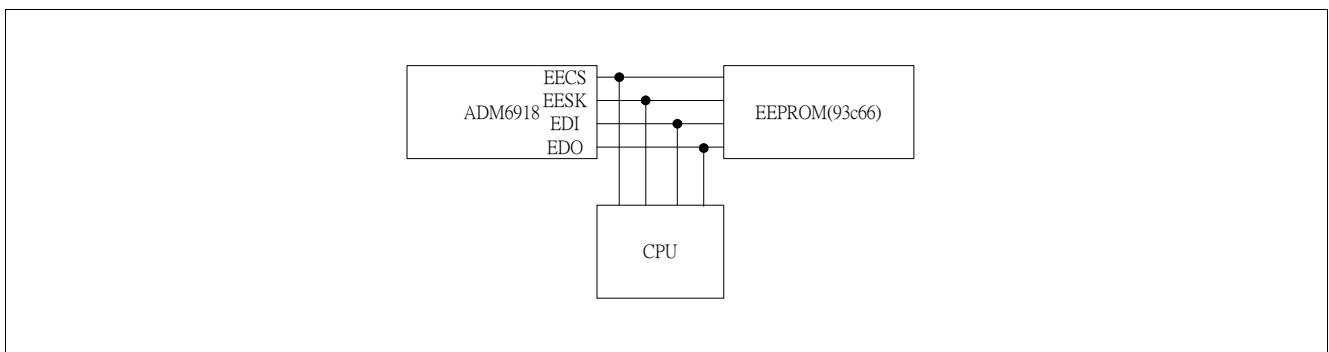 EECS
EESK
ADM6918
EEPROM(93c66)
EDI
EDO
CPU